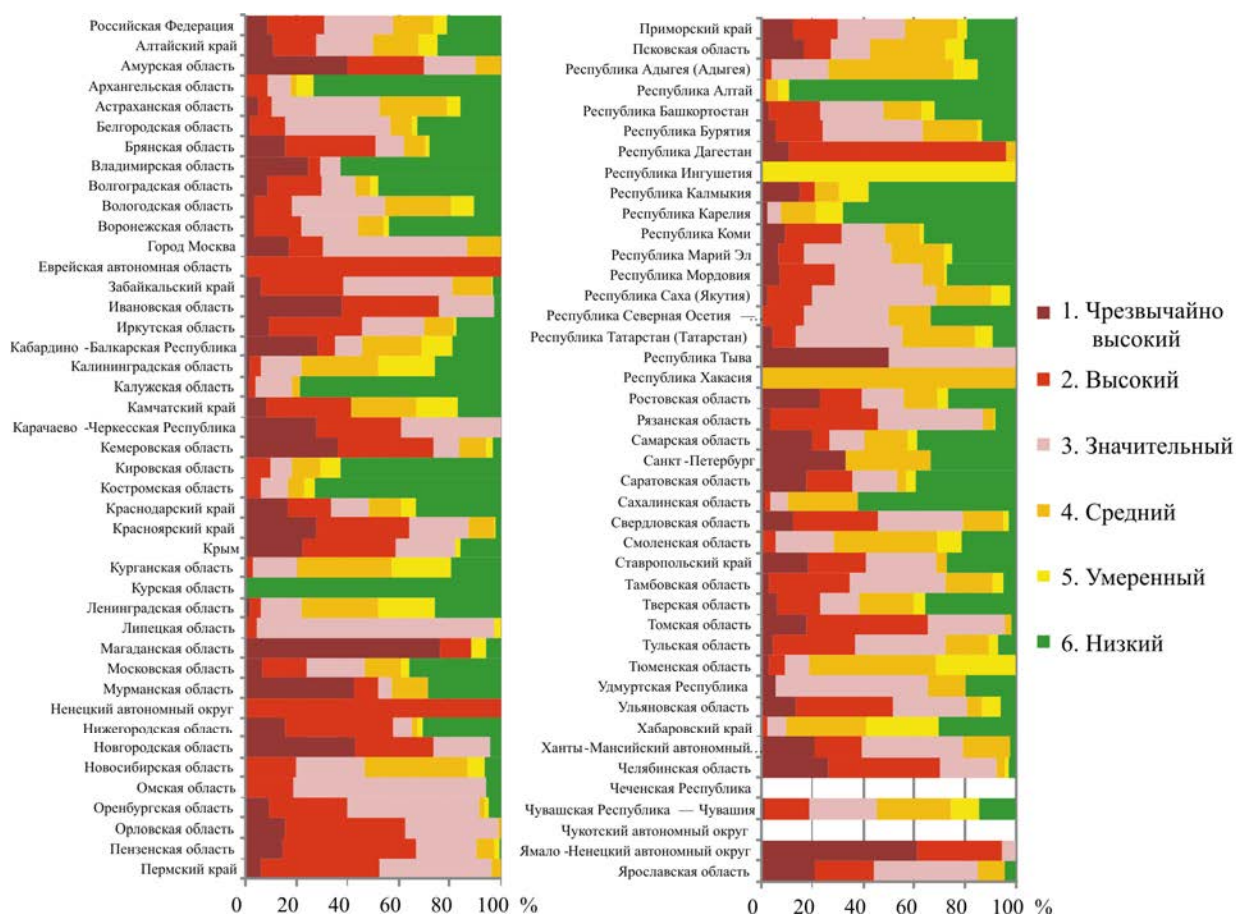 Российская Федерация
Алтайский край
Амурская область
Архангельская область
Астраханская область
Белгородская область
Брянская область
Владимирская область
Волгоградская область
Вологодская область
Воронежская область
Город Москва
Еврейская автономная область
Забайкальский край
Ивановская область
Иркутская область
Кабардино -Балкарская Республика
Калининградская область
Калужская область
Камчатский край
Карачаево -Черкесская Республика
Кемеровская область
Кировская область
Костромская область
Краснодарский край
Красноярский край
Крым
Курганская область
Курская область
Ленинградская область
Липецкая область
Магаданская область
Московская область
Мурманская область
Ненецкий автономный округ
Нижегородская область
Новгородская область
Новосибирская область
Омская область
Оренбургская область
Орловская область
Пензенская область
Пермский край
0 20 40 60 80 100 %
Приморский край
Псковская область
Республика Адыгея (Адыгея)
Республика Алтай
Республика Башкортостан
Республика Бурятия
Республика Дагестан
Республика Ингушетия
Республика Калмыкия
Республика Карелия
Республика Коми
Республика Марий Эл
Республика Мордовия
Республика Саха (Якутия)
Республика Северная Осетия —...
Республика Татарстан (Татарстан)
Республика Тыва
Республика Хакасия
Ростовская область
Рязанская область
Самарская область
Санкт -Петербург
Саратовская область
Сахалинская область
Свердловская область
Смоленская область
Ставропольский край
Тамбовская область
Тверская область
Томская область
Тульская область
Тюменская область
Удмуртская Республика
Ульяновская область
Хабаровский край
Ханты -Мансийский автономный...
Челябинская область
Чеченская Республика
Чувашская Республика — Чувашия
Чукотский автономный округ
Ямало -Ненецкий автономный округ
Ярославская область
0 20 40 60 80 100 %
1. Чрезвычайно
высокий
2. Высокий
3. Значительный
4. Средний
5. Умеренный
6. Низкий